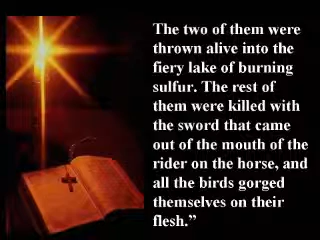 The two of them were
thrown alive into the
fiery lake of burning
sulfur. The rest of
them were killed with
the sword that came
out of the mouth of the
rider on the horse, and
all the birds gorged
themselves on their
flesh.”